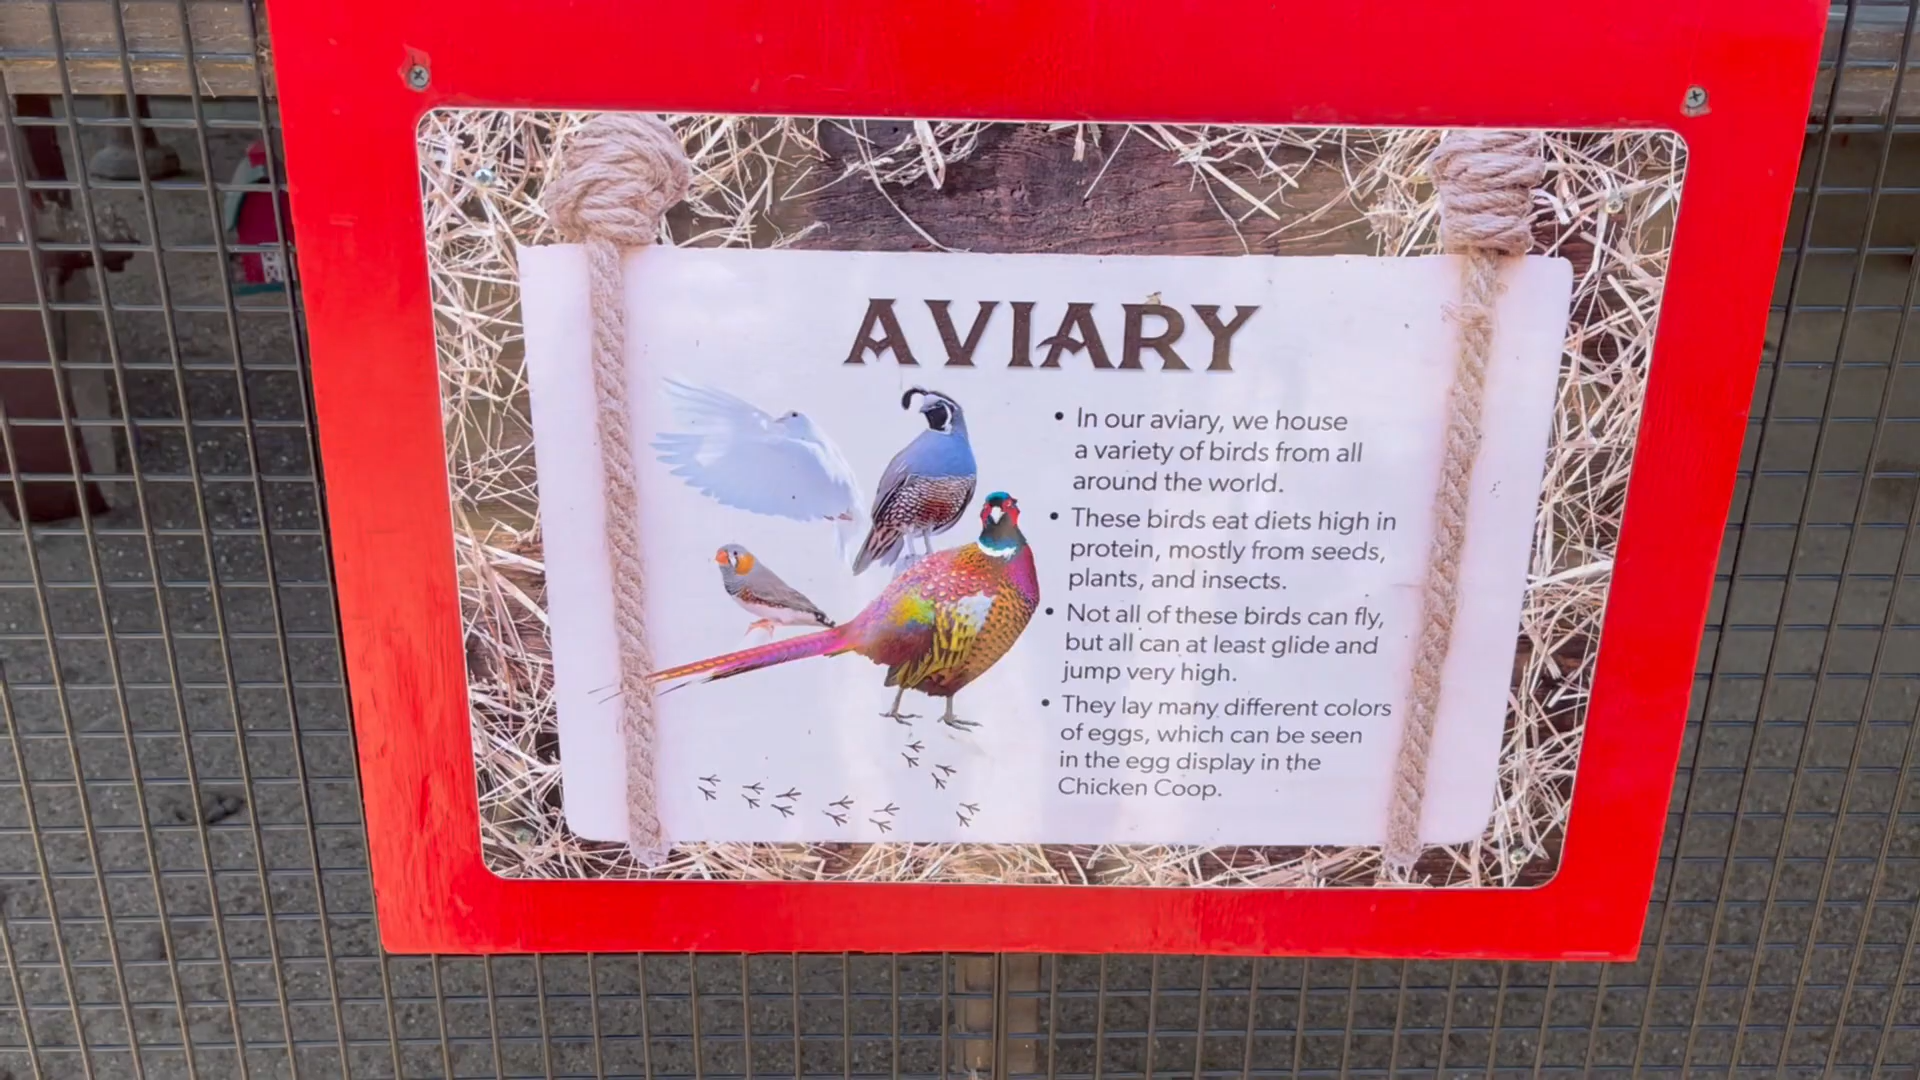 AVIARY
• In our aviary, we house
a variety of birds from all
around the world.
• These birds eat diets high in
protein, mostly from seeds,
plants, and insects.
• Not all of these birds can fly,
but all can at least glide and
jump very high.
• They lay many different colors
of eggs, which can be seen
in the egg display in the
Chicken Coop.